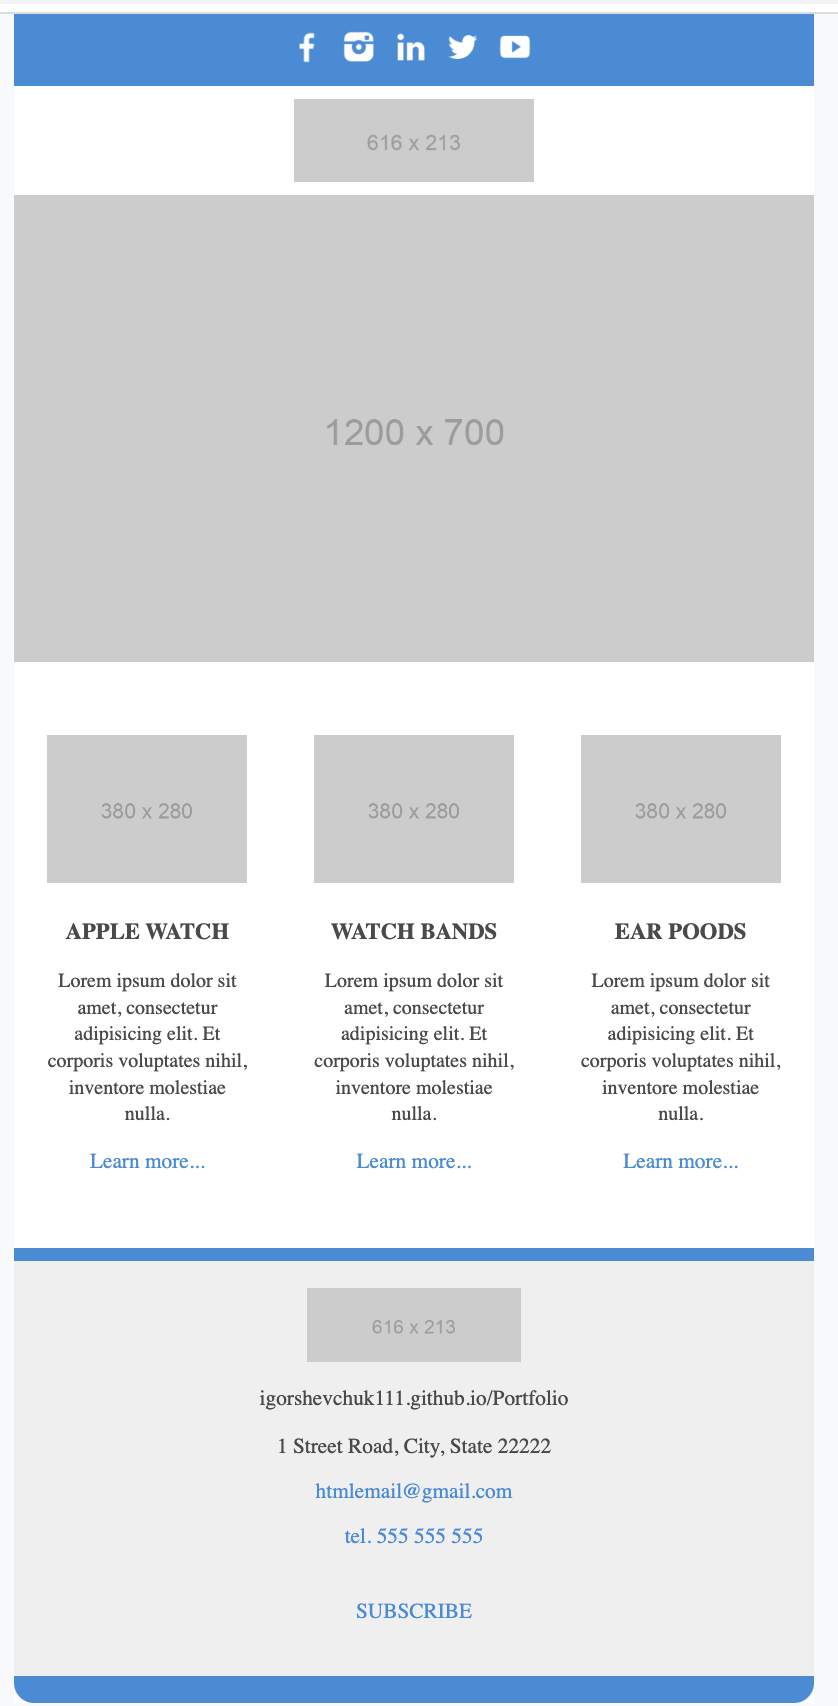 616 x 213
1200 x 700
380 x 280
380 x 280
380 x 280
APPLE WATCH
Lorem ipsum dolor sit
amet, consectetur
adipisicing elit. Et
corporis voluptates nihil,
inventore molestiae
nulla.
Learn more...
WATCH BANDS
Lorem ipsum dolor sit
amet, consectetur
adipisicing elit. Et
corporis voluptates nihil,
inventore molestiae
nulla.
Learn more...
EAR POODS
Lorem ipsum dolor sit
amet, consectetur
adipisicing elit. Et
corporis voluptates nihil,
inventore molestiae
nulla.
Learn more...
616 x 213
igorshevchuk111.github.io/Portfolio
1 Street Road, City, State 22222
htmlemail@gmail.com
tel. 555 555 555
SUBSCRIBE